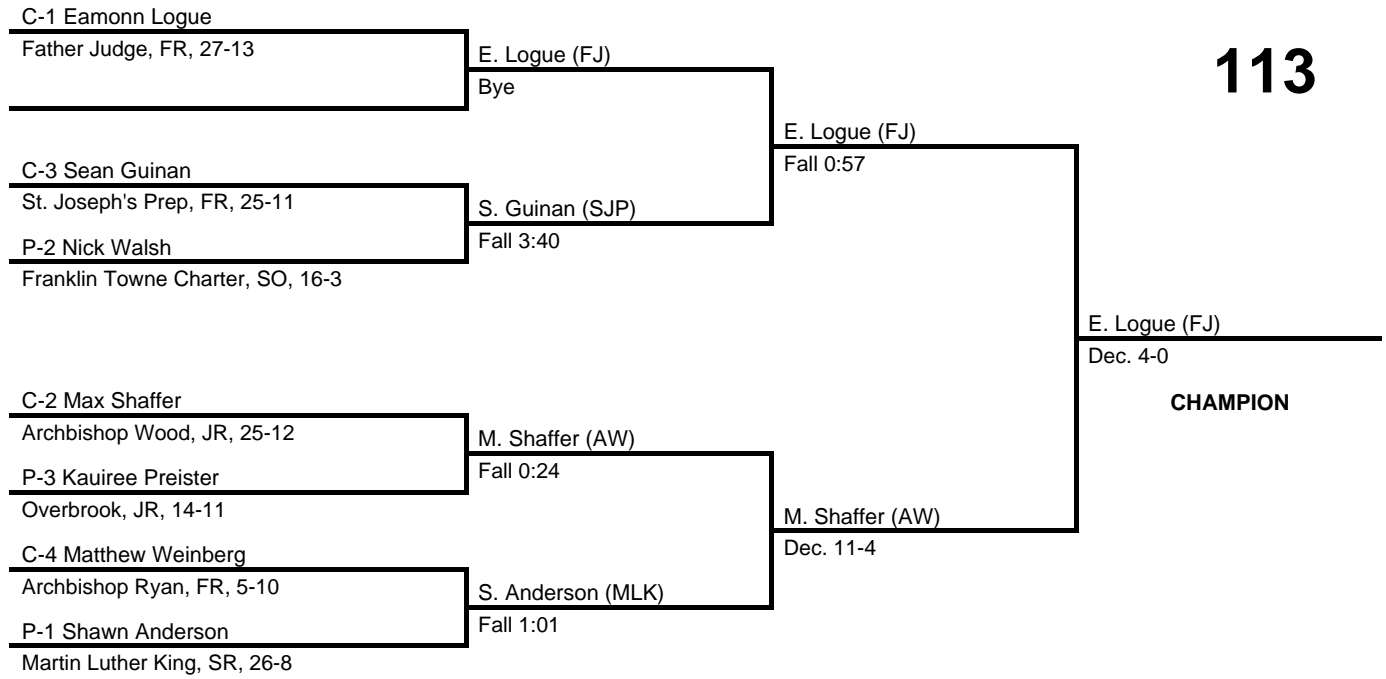 C-1 Eamonn Logue
Father Judge, FR, 27-13
E. Logue (FJ)
Bye
113
E. Logue (FJ)
Fall 0:57
C-3 Sean Guinan
St. Joseph's Prep, FR, 25-11
S. Guinan (SJP)
Fall 3:40
P-2 Nick Walsh
Franklin Towne Charter, SO, 16-3
E. Logue (FJ)
Dec. 4-0
CHAMPION
C-2 Max Shaffer
Archbishop Wood, JR, 25-12
M. Shaffer (AW)
Fall 0:24
P-3 Kauiree Preister
Overbrook, JR, 14-11
M. Shaffer (AW)
Dec. 11-4
C-4 Matthew Weinberg
Archbishop Ryan, FR, 5-10
S. Anderson (MLK)
Fall 1:01
P-1 Shawn Anderson
Martin Luther King, SR, 26-8